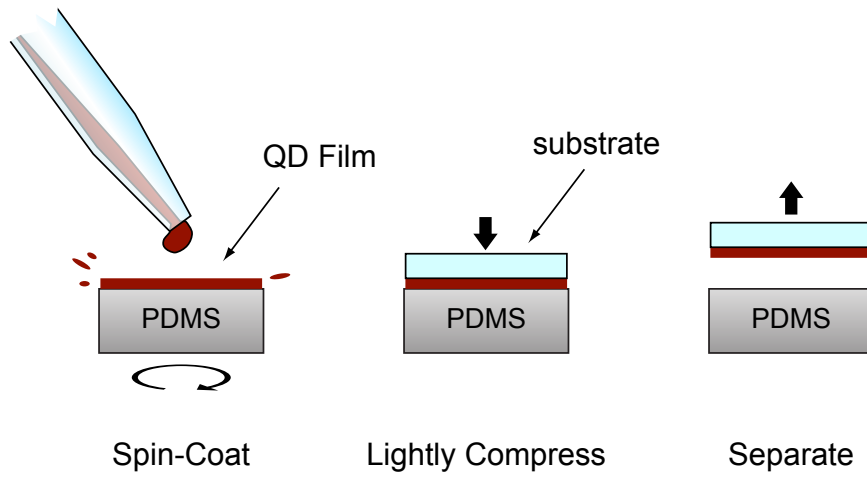 QD Film
substrate
PDMS
PDMS
PDMS
Spin-Coat
Lightly Compress
Separate